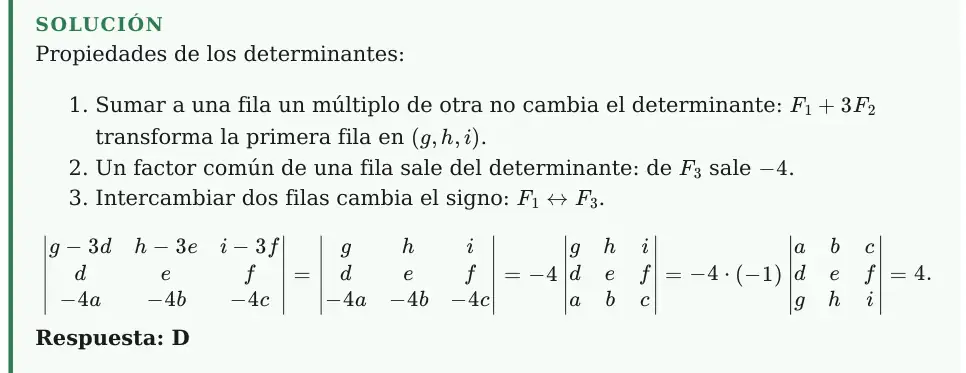 SOLUCIÓN
Propiedades de los determinantes:
1. Sumar a una fila un múltiplo de otra no cambia el determinante: F₁ + 3F₂
transforma la primera fila en (g, h, i).
2. Un factor común de una fila sale del determinante: de F₃ sale −4.
3. Intercambiar dos filas cambia el signo: F₁ ↔ F₃.
|g − 3d h − 3e i − 3f| |g h i| |g h i| |a b c|
|d e f| = |d e f| = −4 |d e f| = −4 · (−1) |d e f| = 4.
|−4a −4b −4c| |−4a −4b −4c| |a b c| |g h i|
Respuesta: D